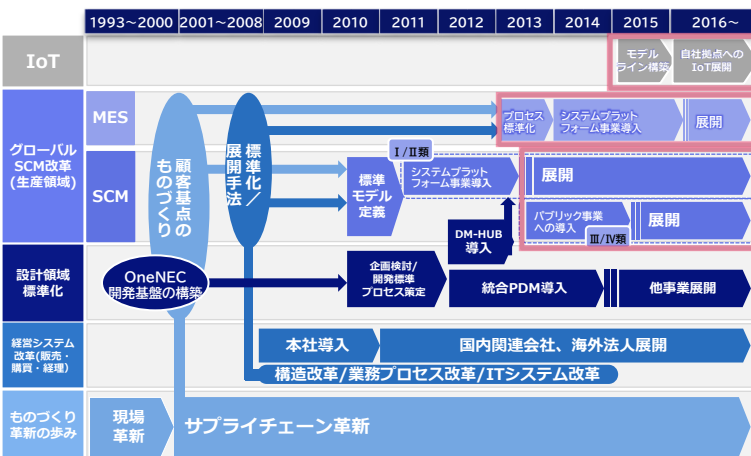 1993~2000 2001~2008 2009 2010 2011 2012 2013 2014 2015 2016~
IoT
モデル
ライン構築
自社拠点への
IoT展開
グローバル
SCM改革
(生産領域)
MES
プロセス
標準化
システムプラット
フォーム事業導入
展開
SCM
顧客基点の
ものづくり
標準化/
展開手法
標準
モデル
定義
Ⅰ/Ⅱ類
システムプラット
フォーム事業導入
展開
パブリック事業
への導入
Ⅲ/Ⅳ類
展開
DM-HUB
導入
設計領域
標準化
OneNEC
開発基盤の構築
企画検討/
開発標準
プロセス策定
統合PDM導入
他事業展開
経営システム
改革(販売・
購買・経理)
本社導入
国内関連会社、海外法人展開
構造改革/業務プロセス改革/ITシステム改革
ものづくり
革新の歩み
現場
革新
サプライチェーン革新